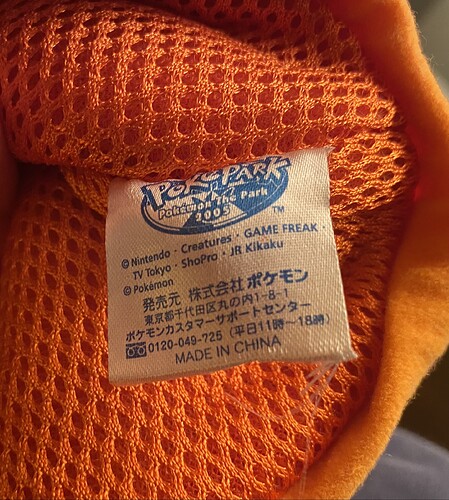 POKÉPARK
Pokémon The Park
2005
™
©Nintendo・Creatures・GAME FREAK・
TV Tokyo・ShoPro・JR Kikaku
©Pokémon
発売元 株式会社ポケモン
東京都千代田区丸の内1-8-1
ポケモンカスタマーサポートセンター
0120-049-725 (平日11時〜18時)
MADE IN CHINA